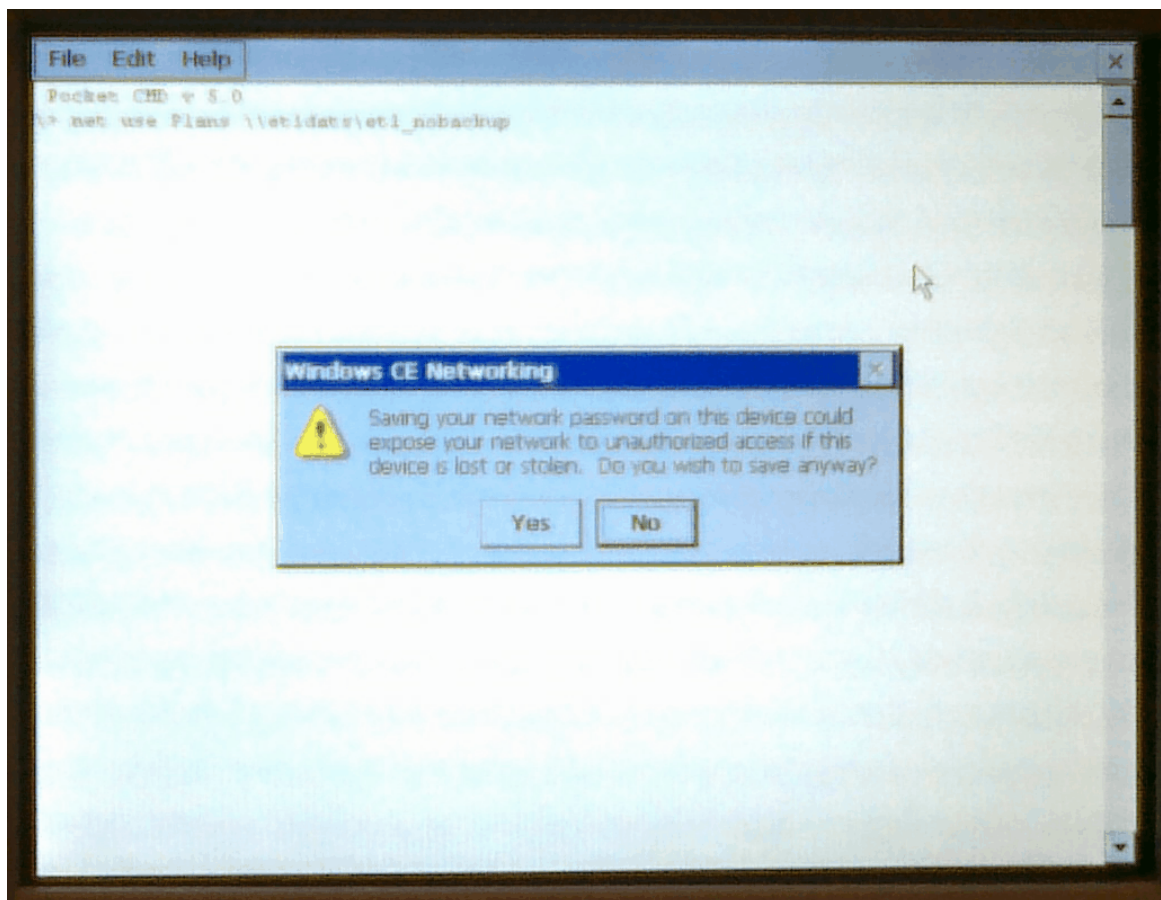 File Edit Help
Pocket CMD v 5.0
\> net use Plans \\etidats\eti_nobackup
Windows CE Networking
Saving your network password on this device could
expose your network to unauthorized access if this
device is lost or stolen. Do you wish to save anyway?
Yes No